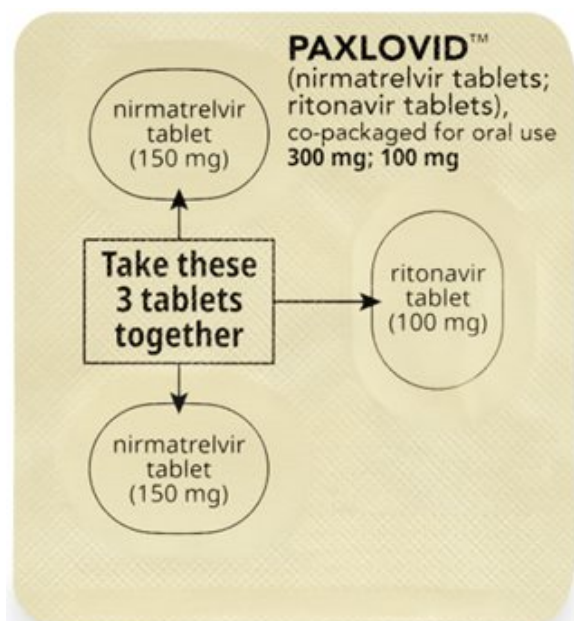 PAXLOVID™
(nirmatrelvir tablets;
ritonavir tablets),
co-packaged for oral use
300 mg; 100 mg
nirmatrelvir
tablet
(150 mg)
Take these
3 tablets
together
ritonavir
tablet
(100 mg)
nirmatrelvir
tablet
(150 mg)